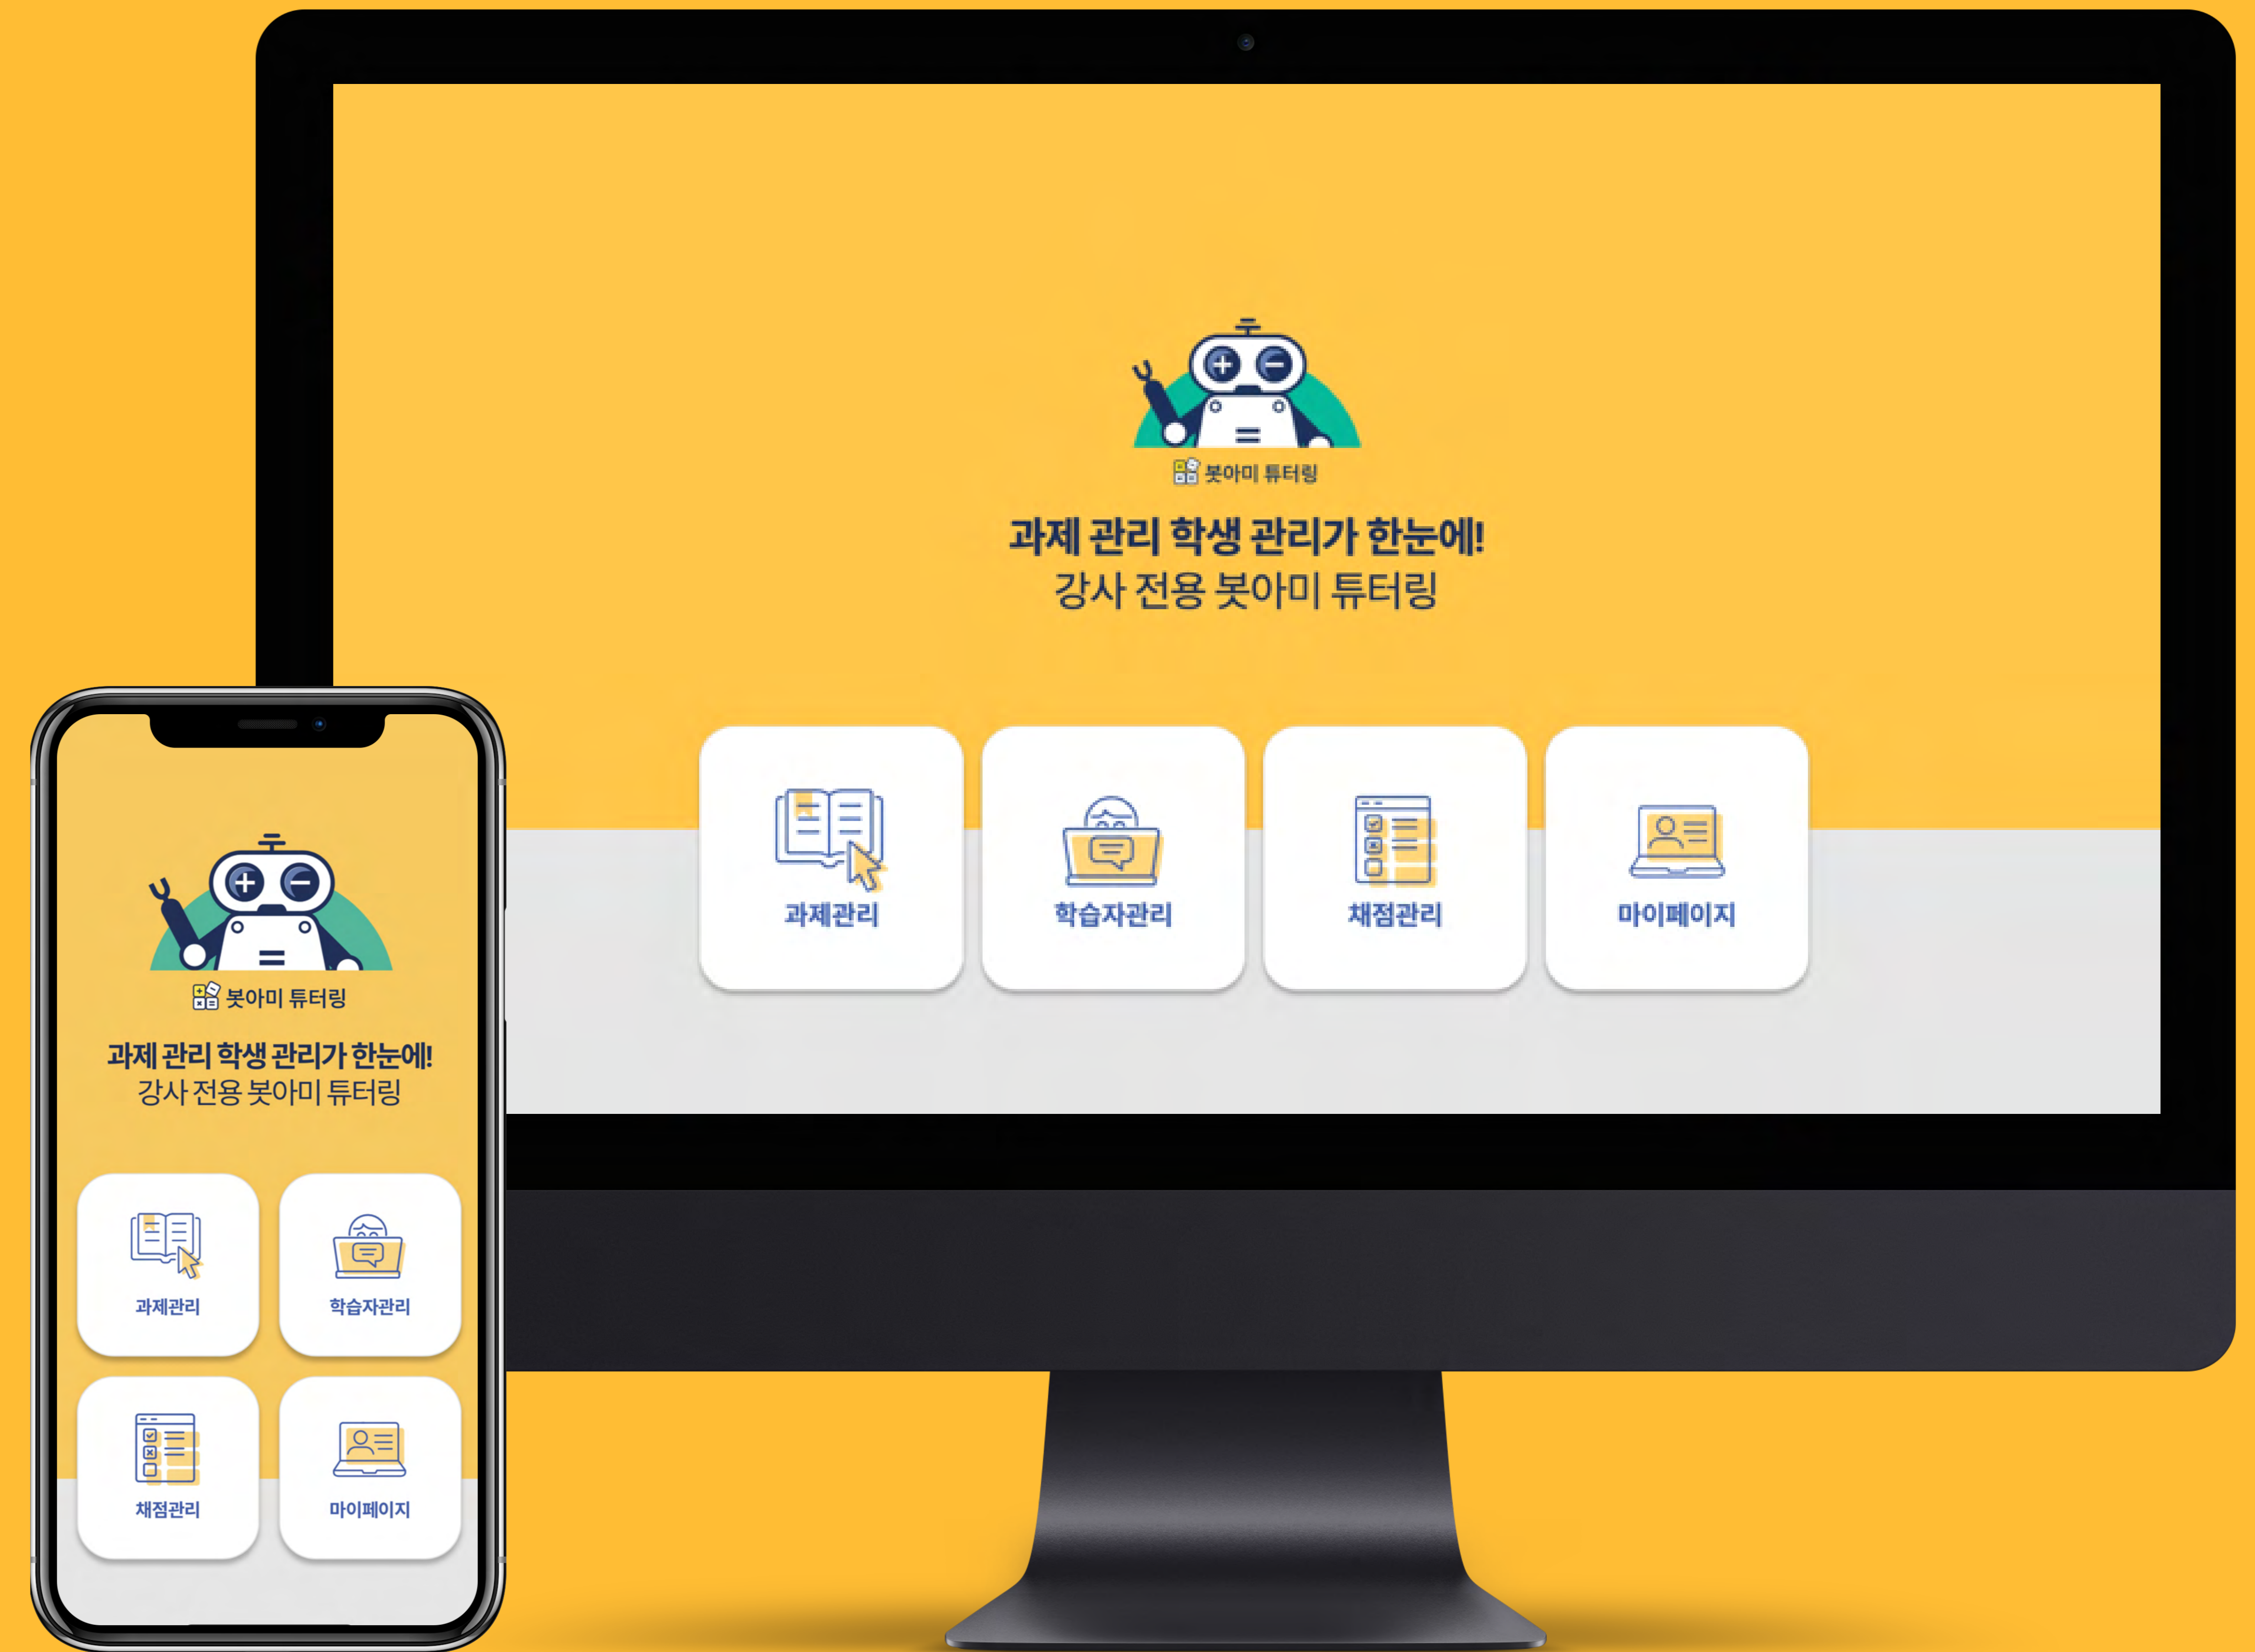 봇아미 튜터링
과제 관리 학생 관리가 한눈에!
강사 전용 봇아미 튜터링
과제관리
학습자관리
채점관리
마이페이지
봇아미 튜터링
과제 관리 학생 관리가 한눈에!
강사 전용 봇아미 튜터링
과제관리
학습자관리
채점관리
마이페이지